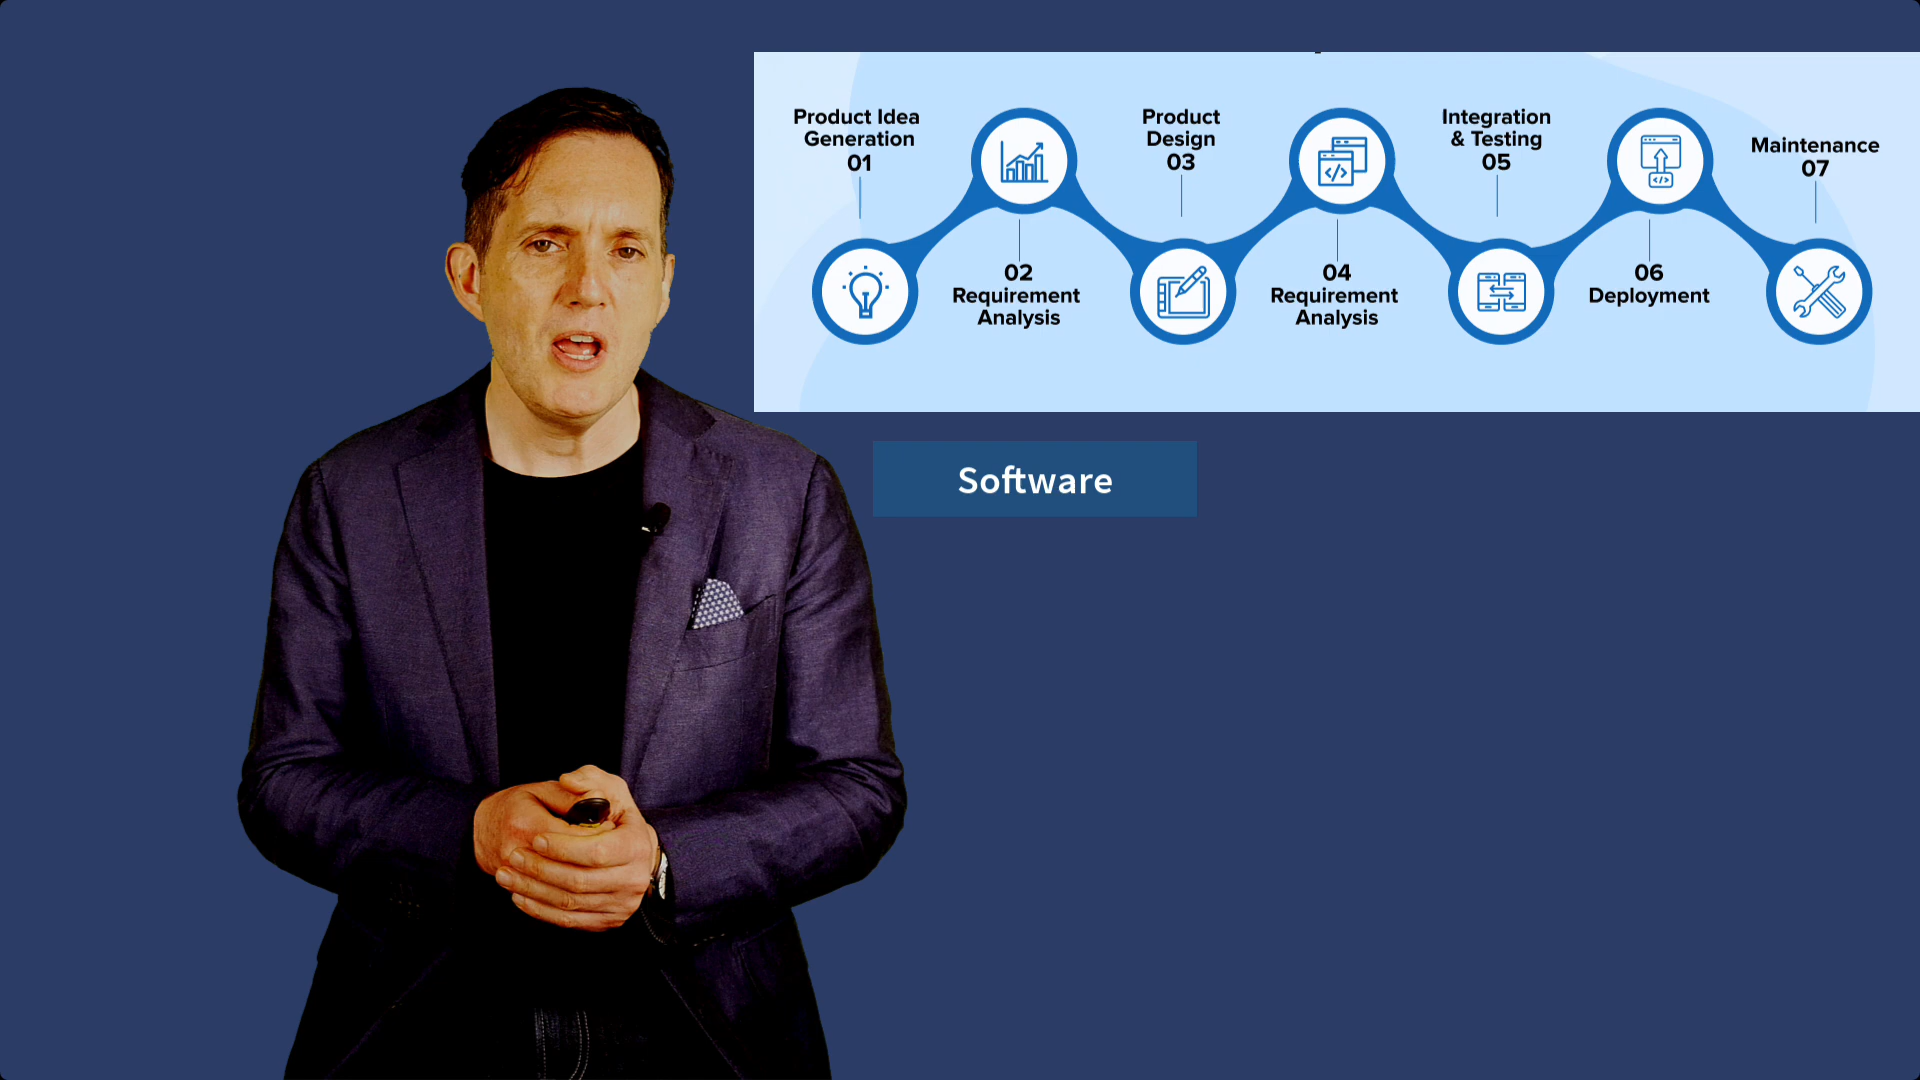 Product Idea
Generation
01
02
Requirement
Analysis
Product
Design
03
04
Requirement
Analysis
Integration
& Testing
05
06
Deployment
Maintenance
07
Software